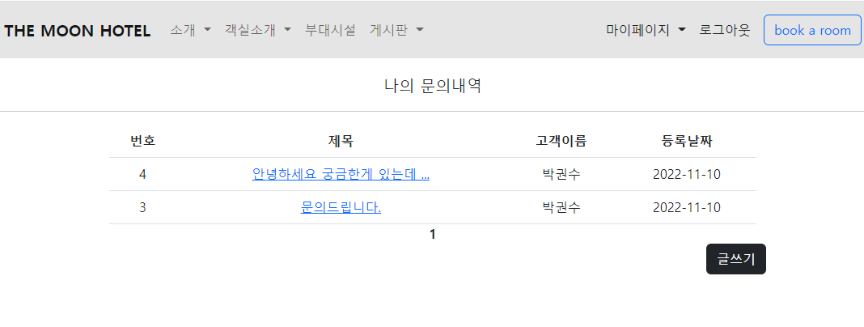 THE MOON HOTEL 소개 객실소개 부대시설 게시판 마이페이지 로그아웃 book a room
나의 문의내역
번호 제목 고객이름 등록날짜
4 안녕하세요 궁금한게 있는데 ... 박권수 2022-11-10
3 문의드립니다. 박권수 2022-11-10
1
글쓰기